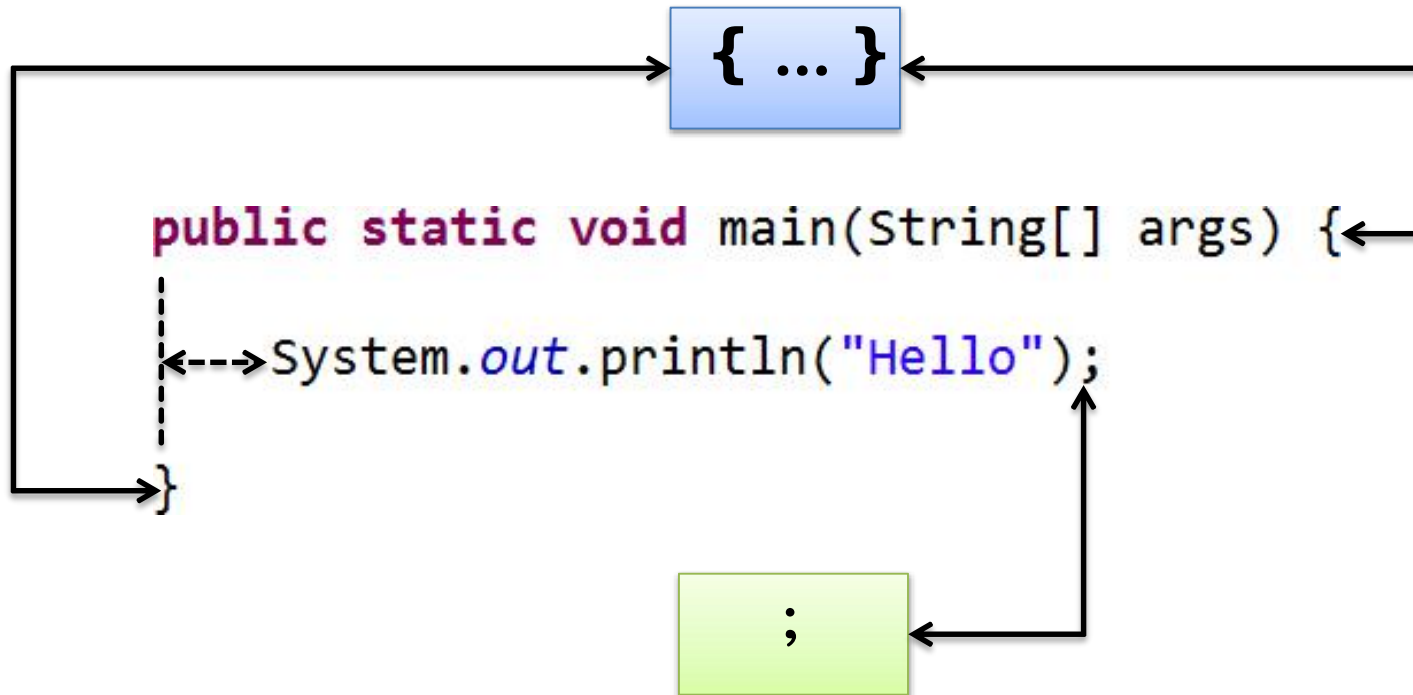 { ... }
public static void main(String[] args) {
System.out.println("Hello");
}
;